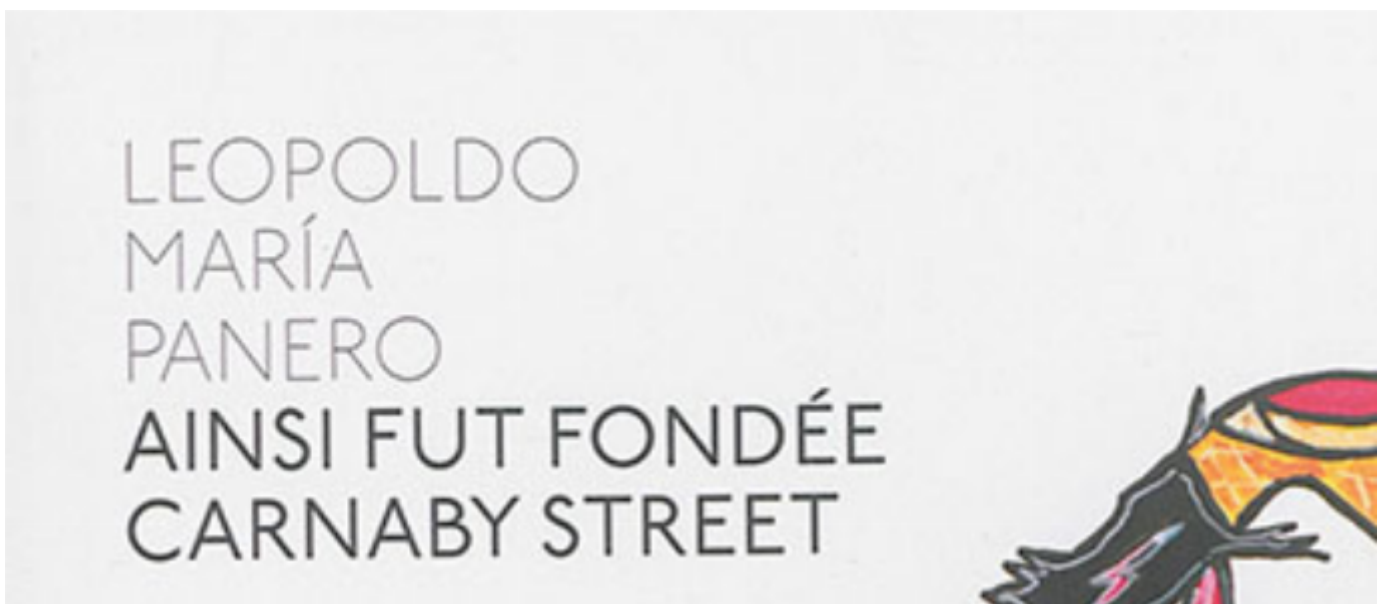 LEOPOLDO
MARÍA
PANERO
AINSI FUT FONDÉE
CARNABY STREET